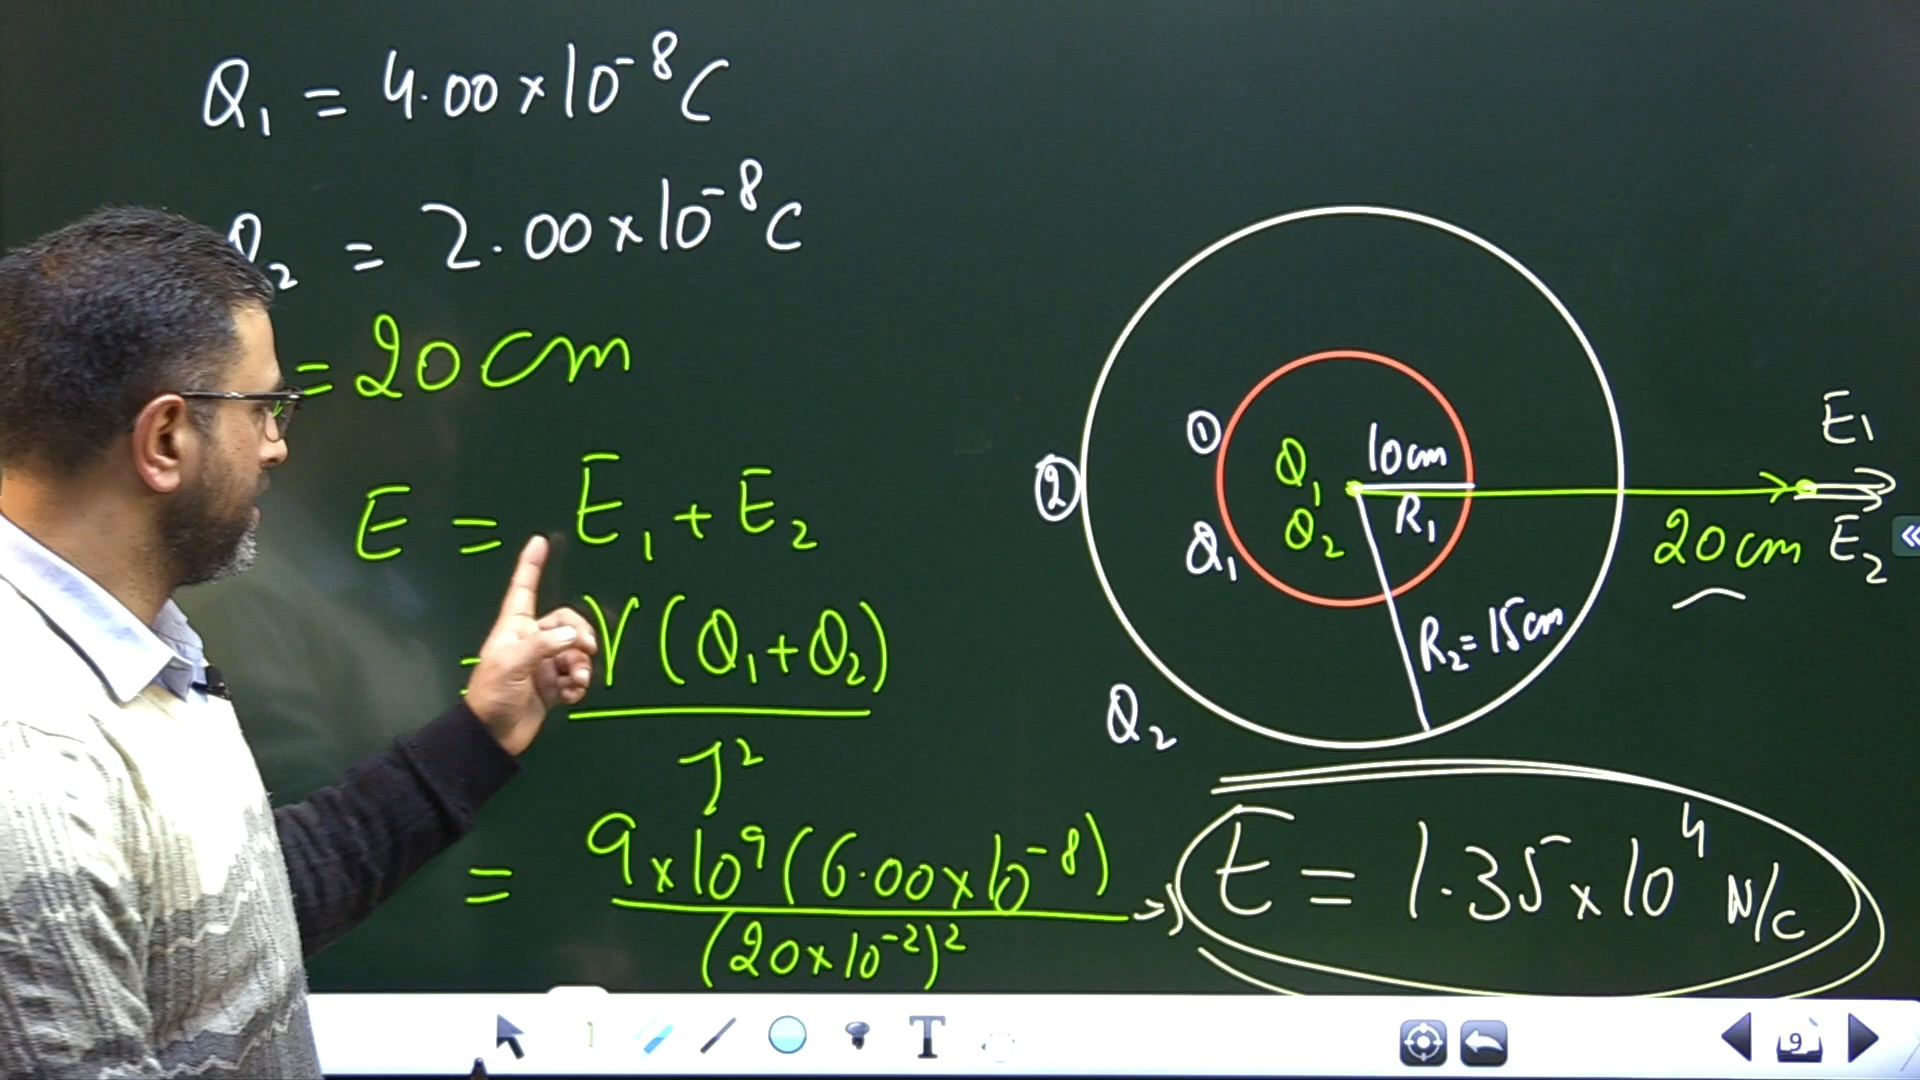 Q₁ = 4.00×10⁻⁸C
₂ = 2.00×10⁻⁸C
= 20cm
E = E₁ + E₂
(Q₁+Q₂)
r²
= 9×10⁹(6.00×10⁻⁸)
(20×10⁻²)²
E = 1.35×10⁴ N/C
①
②
Q₁
Q₂
10cm
R₁
Q₁
R₂=15cm
Q₂
20cm
E₁
E₂
T
9